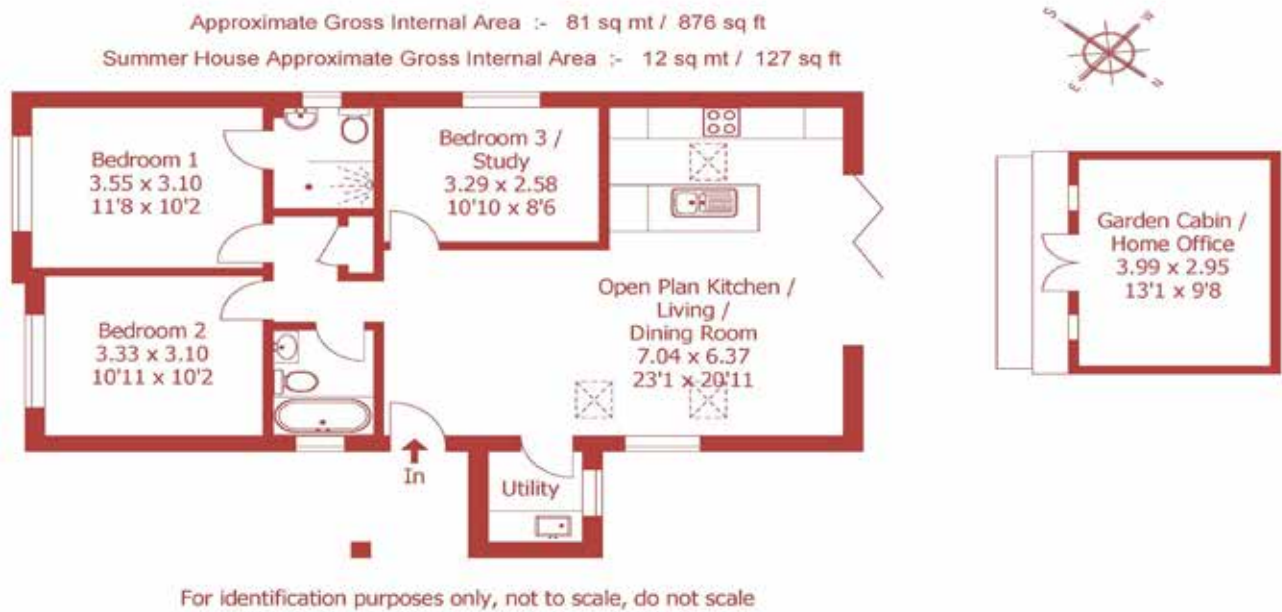 Approximate Gross Internal Area :- 81 sq mt / 876 sq ft
Summer House Approximate Gross Internal Area :- 12 sq mt / 127 sq ft
S
W
E
N
Bedroom 1
3.55 x 3.10
11'8 x 10'2
Bedroom 3 /
Study
3.29 x 2.58
10'10 x 8'6
Garden Cabin /
Home Office
3.99 x 2.95
13'1 x 9'8
Bedroom 2
3.33 x 3.10
10'11 x 10'2
Open Plan Kitchen /
Living /
Dining Room
7.04 x 6.37
23'1 x 20'11
In
Utility
For identification purposes only, not to scale, do not scale